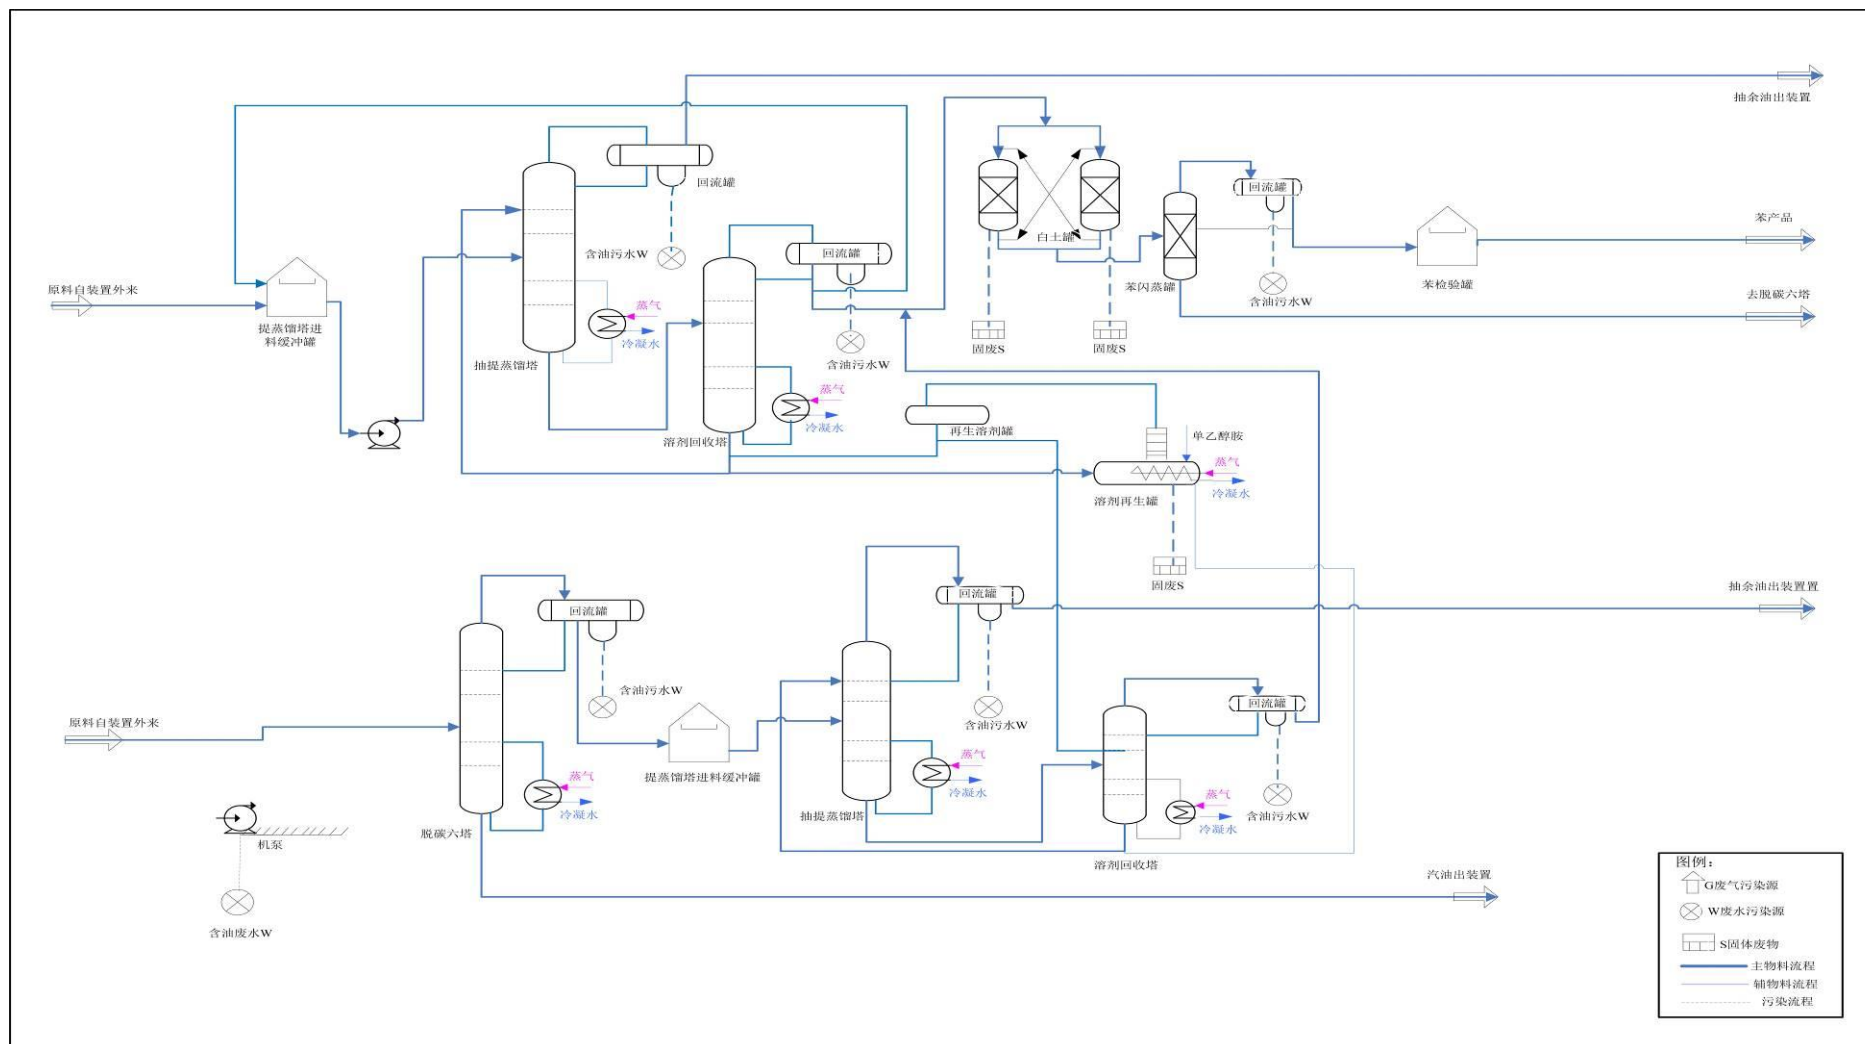 抽余油出装置
回流罐
回流罐
苯产品
白土罐
含油污水W
回流罐
原料自装置外来
蒸气
冷凝水
提蒸馏塔进
料缓冲罐
抽提蒸馏塔
苯闪蒸罐
含油污水W
苯检验罐
去脱碳六塔
固废S
固废S
含油污水W
蒸气
冷凝水
溶剂回收塔
再生溶剂罐
单乙醇胺
蒸气
冷凝水
溶剂再生罐
固废S
抽余油出装置置
回流罐
回流罐
含油污水W
原料自装置外来
回流罐
含油污水W
提蒸馏塔进料缓冲罐
蒸气
冷凝水
蒸气
冷凝水
蒸气
冷凝水
含油污水W
脱碳六塔
抽提蒸馏塔
溶剂回收塔
机泵
汽油出装置
含油废水W
图例：
G废气污染源
W废水污染源
S固体废物
主物料流程
辅物料流程
污染流程